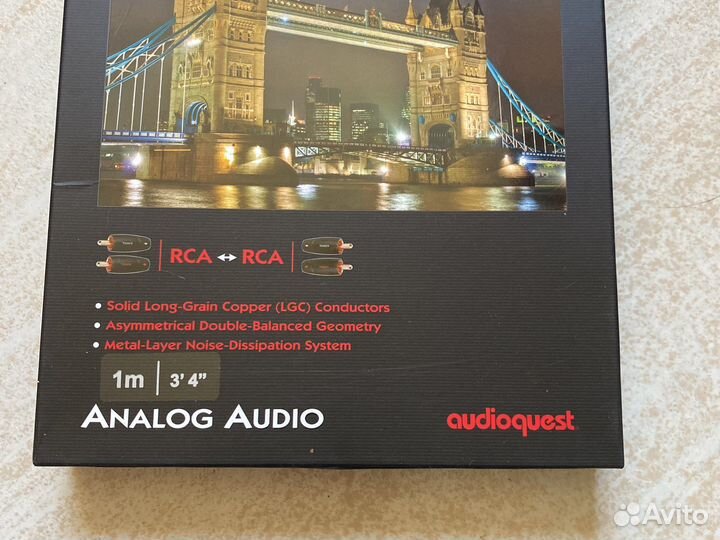 RCA ↔ RCA
• Solid Long-Grain Copper (LGC) Conductors
• Asymmetrical Double-Balanced Geometry
• Metal-Layer Noise-Dissipation System
1m | 3' 4"
ANALOG AUDIO
audioquest
Avito